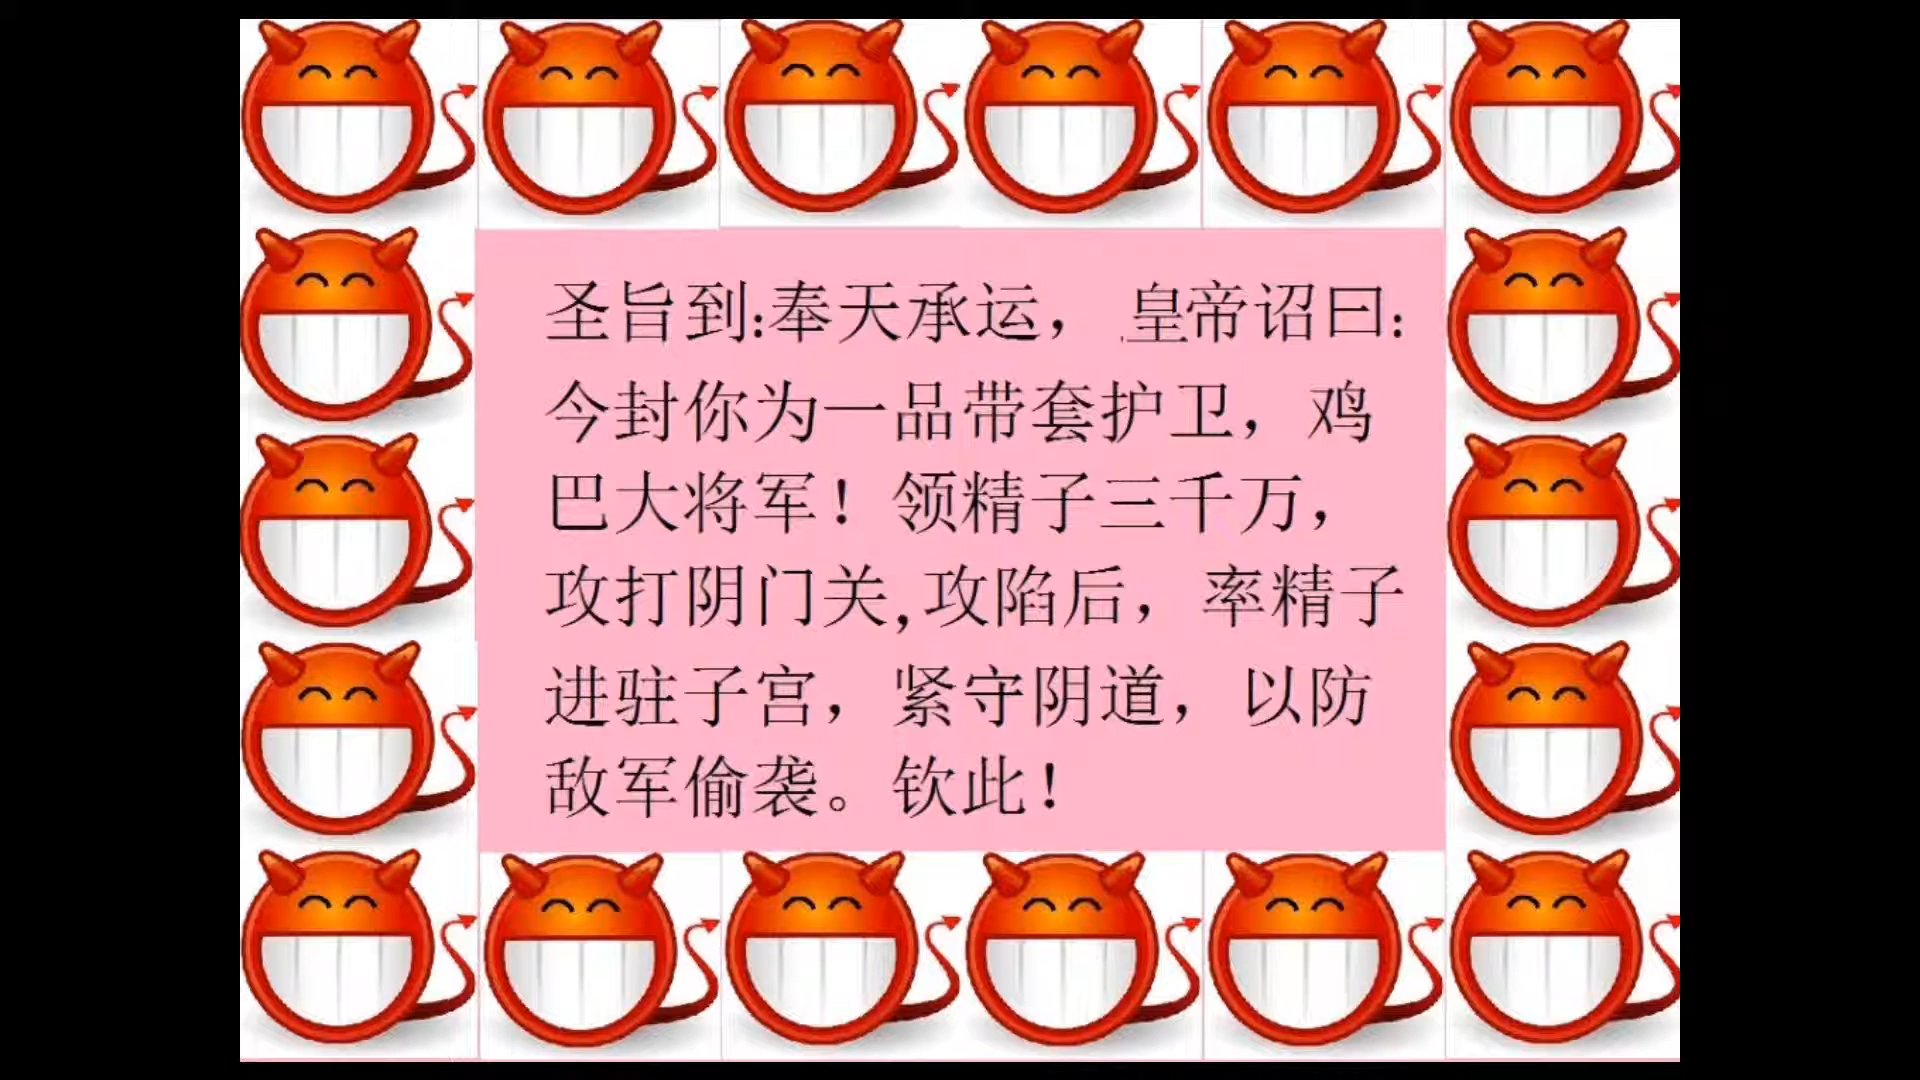 圣旨到:奉天承运，皇帝诏曰:
今封你为一品带套护卫，鸡
巴大将军！领精子三千万，
攻打阴门关,攻陷后，率精子
进驻子宫，紧守阴道，以防
敌军偷袭。钦此！